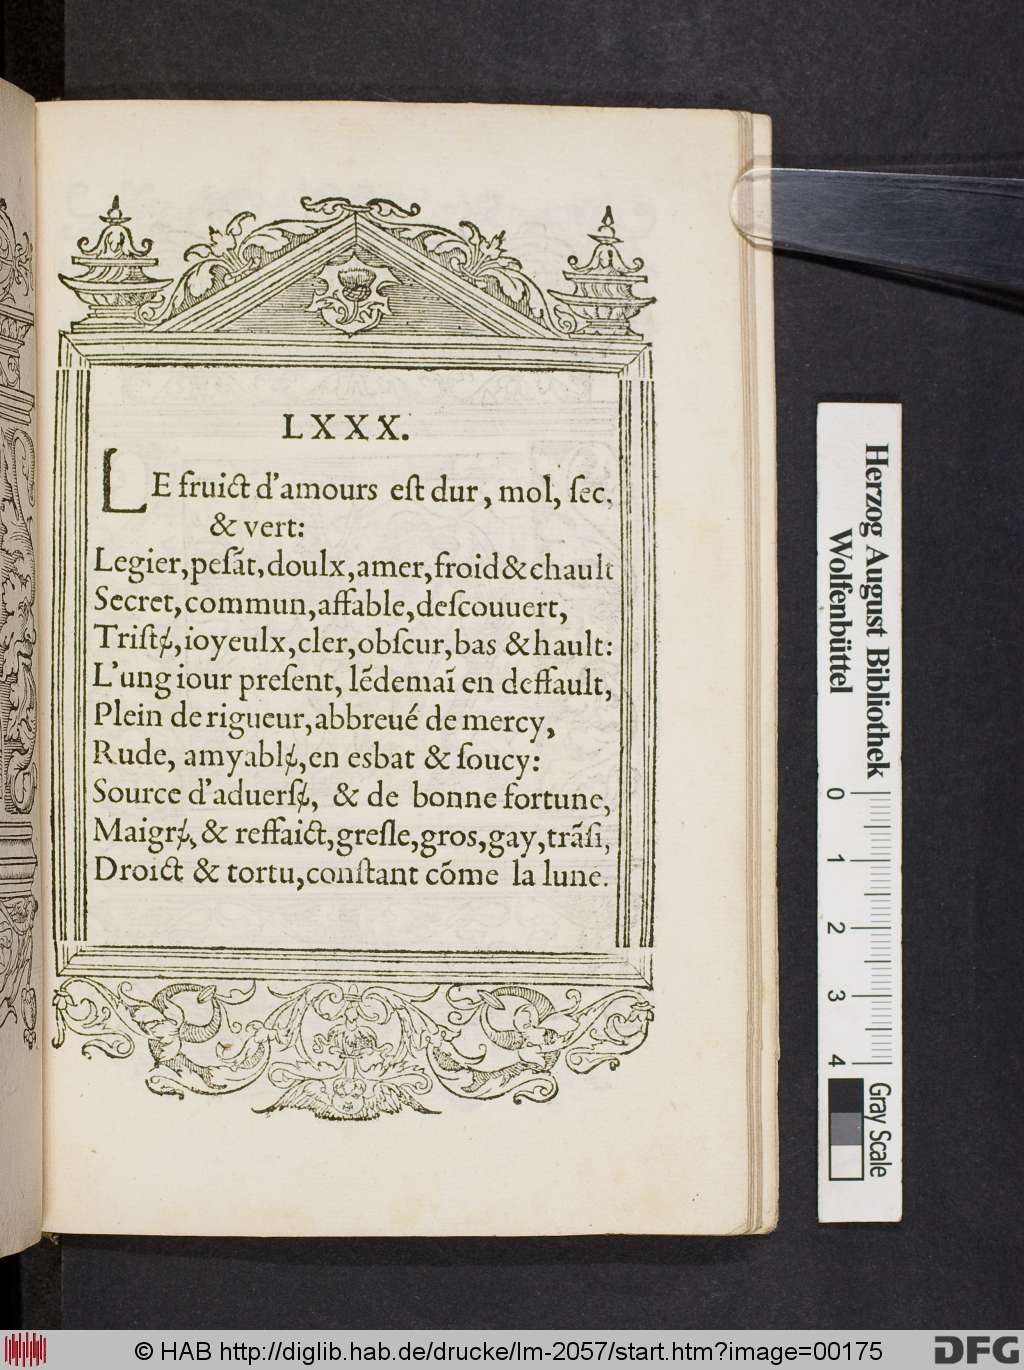 LXXX.
LE fruict d'amours est dur, mol, ſec,
& vert:
Legier, peſãt, doulx, amer, froid & chault
Secret, commun, affable, deſcouuert,
Triſtȩ, ioyeulx, cler, obſcur, bas & hault:
L'ung iour preſent, lẽdemaĩ en deffault,
Plein de rigueur, abbreué de mercy,
Rude, amyablȩ, en esbat & ſoucy:
Source d'aduerſȩ, & de bonne fortune,
Maigrȩ, & reffaict, greſle, gros, gay, trãſi,
Droict & tortu, conſtant cõme la lune.
Herzog August Bibliothek
Wolfenbüttel
0 1 2 3 4
Gray Scale
© HAB http://diglib.hab.de/drucke/lm-2057/start.htm?image=00175
DFG